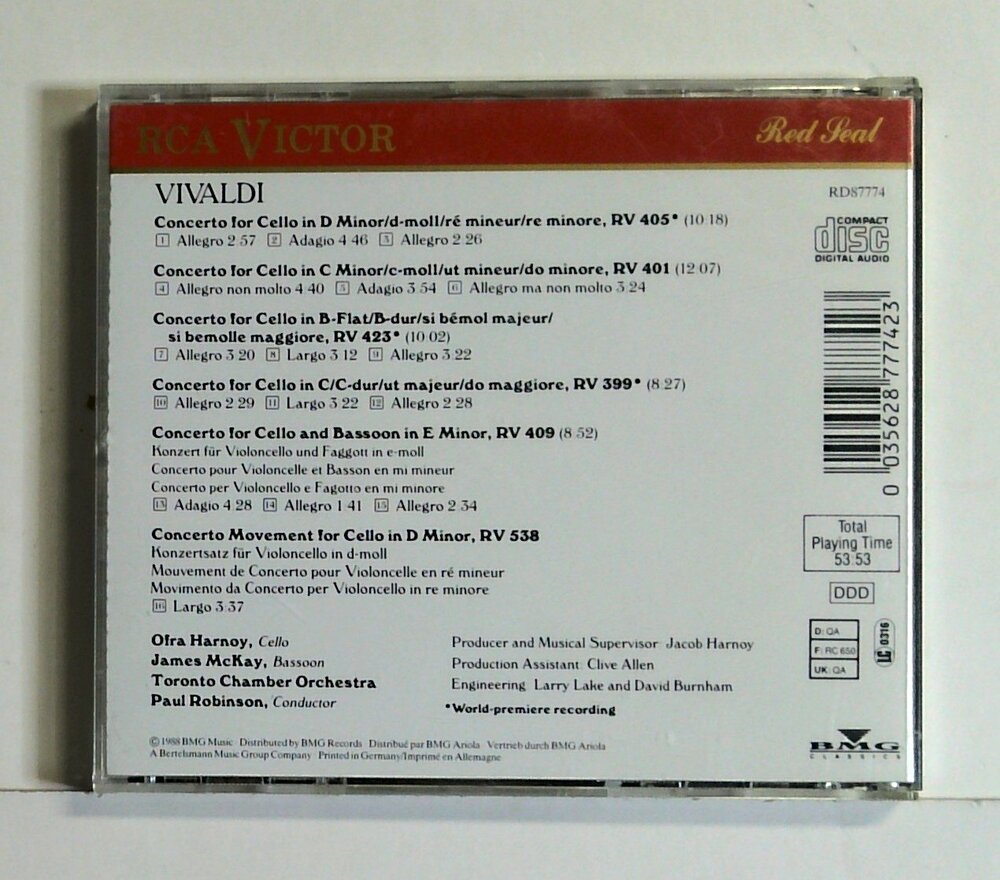 RCA VICTOR
Red Seal
VIVALDI
RD87774
Concerto for Cello in D Minor/d-moll/ré mineur/re minore, RV 405* (10:18)
1 Allegro 2:57 2 Adagio 4:46 3 Allegro 2:26
COMPACT
disc
DIGITAL AUDIO
Concerto for Cello in C Minor/c-moll/ut mineur/do minore, RV 401 (12:07)
4 Allegro non molto 4:40 5 Adagio 3:54 6 Allegro ma non molto 3:24
Concerto for Cello in B-Flat/B-dur/si bémol majeur/
si bemolle maggiore, RV 423* (10:02)
7 Allegro 3:20 8 Largo 3:12 9 Allegro 3:22
Concerto for Cello in C/C-dur/ut majeur/do maggiore, RV 399* (8:27)
10 Allegro 2:29 11 Largo 3:22 12 Allegro 2:28
0 035628 777423
Concerto for Cello and Bassoon in E Minor, RV 409 (8:52)
Konzert für Violoncello und Faggott in e-moll
Concerto pour Violoncelle et Basson en mi mineur
Concerto per Violoncello e Fagotto en mi minore
13 Adagio 4:28 14 Allegro 1:41 15 Allegro 2:34
Concerto Movement for Cello in D Minor, RV 538
Konzertsatz für Violoncello in d-moll
Mouvement de Concerto pour Violoncelle en ré mineur
Movimento da Concerto per Violoncello in re minore
16 Largo 3:37
Total
Playing Time
53:53
DDD
Ofra Harnoy, Cello
James McKay, Bassoon
Toronto Chamber Orchestra
Paul Robinson, Conductor
Producer and Musical Supervisor: Jacob Harnoy
Production Assistant: Clive Allen
Engineering: Larry Lake and David Burnham
*World-premiere recording
D: QA
F: RC 650
UK: QA
LC 0316
© 1988 BMG Music · Distributed by BMG Records · Distribué par BMG Ariola · Vertrieb durch BMG Ariola
A Bertelsmann Music Group Company · Printed in Germany/Imprimé en Allemagne
BMG
CLASSICS